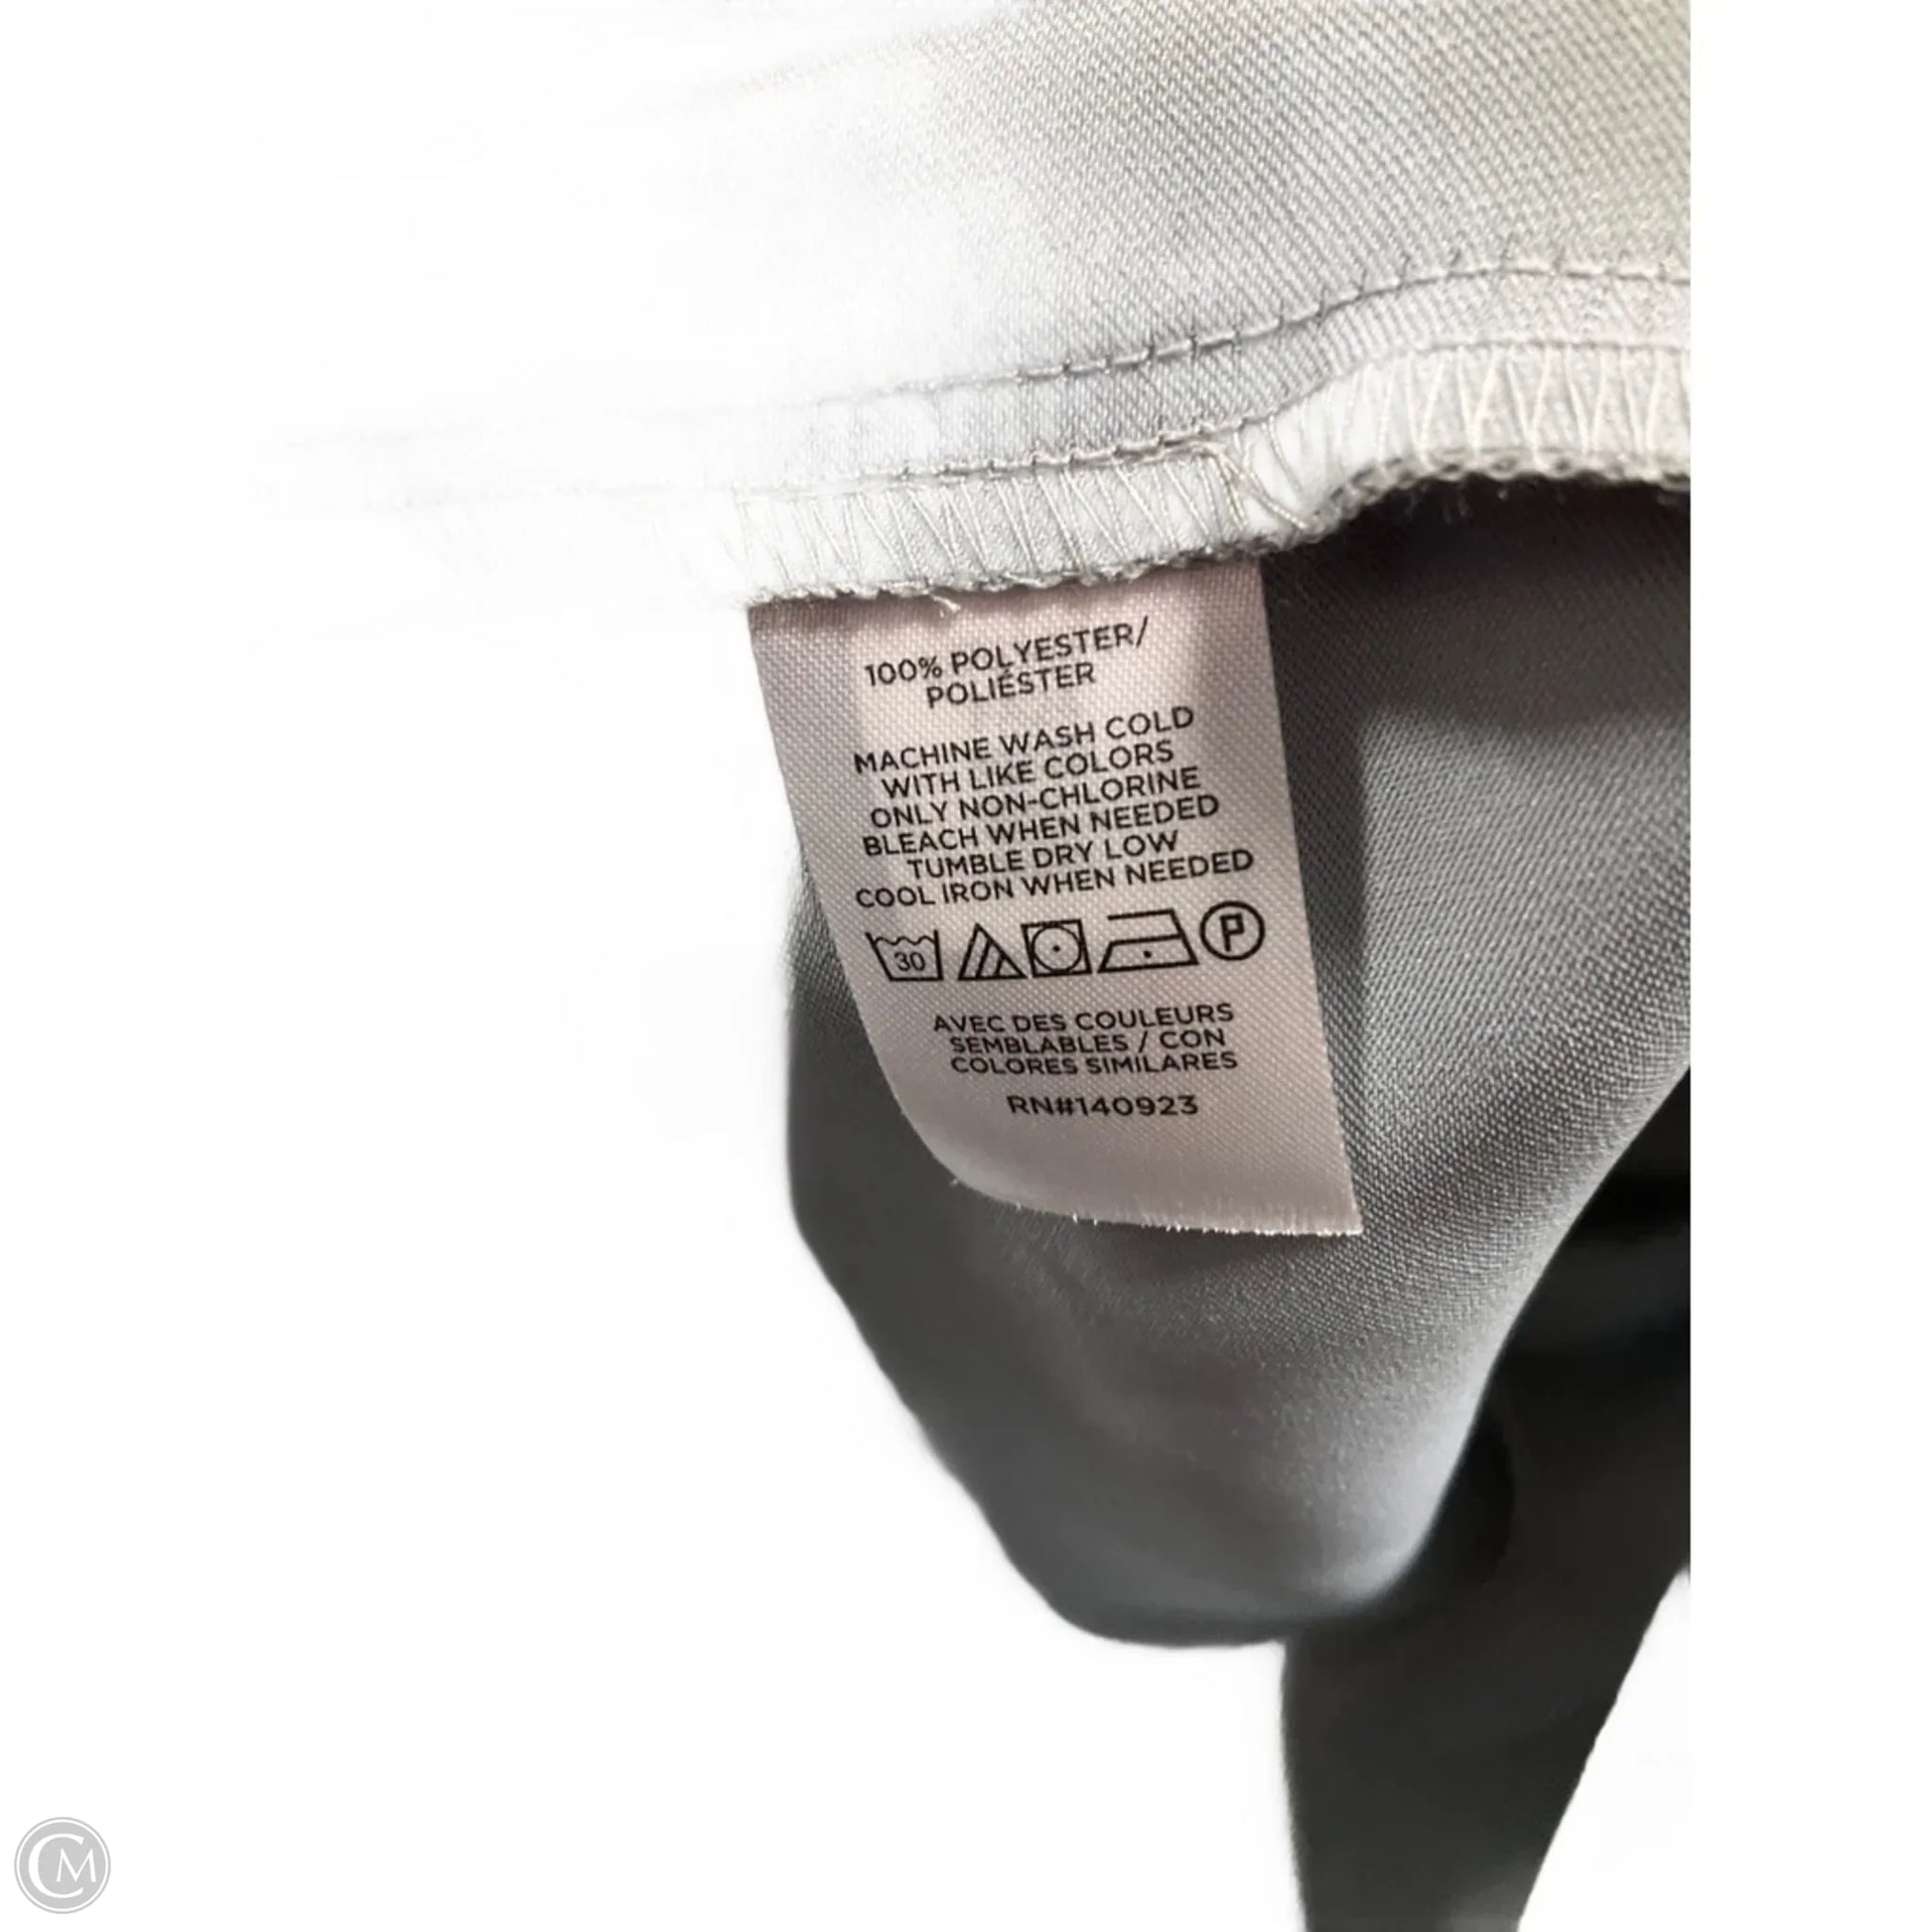 100% POLYESTER/
POLIÉSTER
MACHINE WASH COLD
WITH LIKE COLORS
ONLY NON-CHLORINE
BLEACH WHEN NEEDED
TUMBLE DRY LOW
COOL IRON WHEN NEEDED
30 P
AVEC DES COULEURS
SEMBLABLES / CON
COLORES SIMILARES
RN#140923
CM